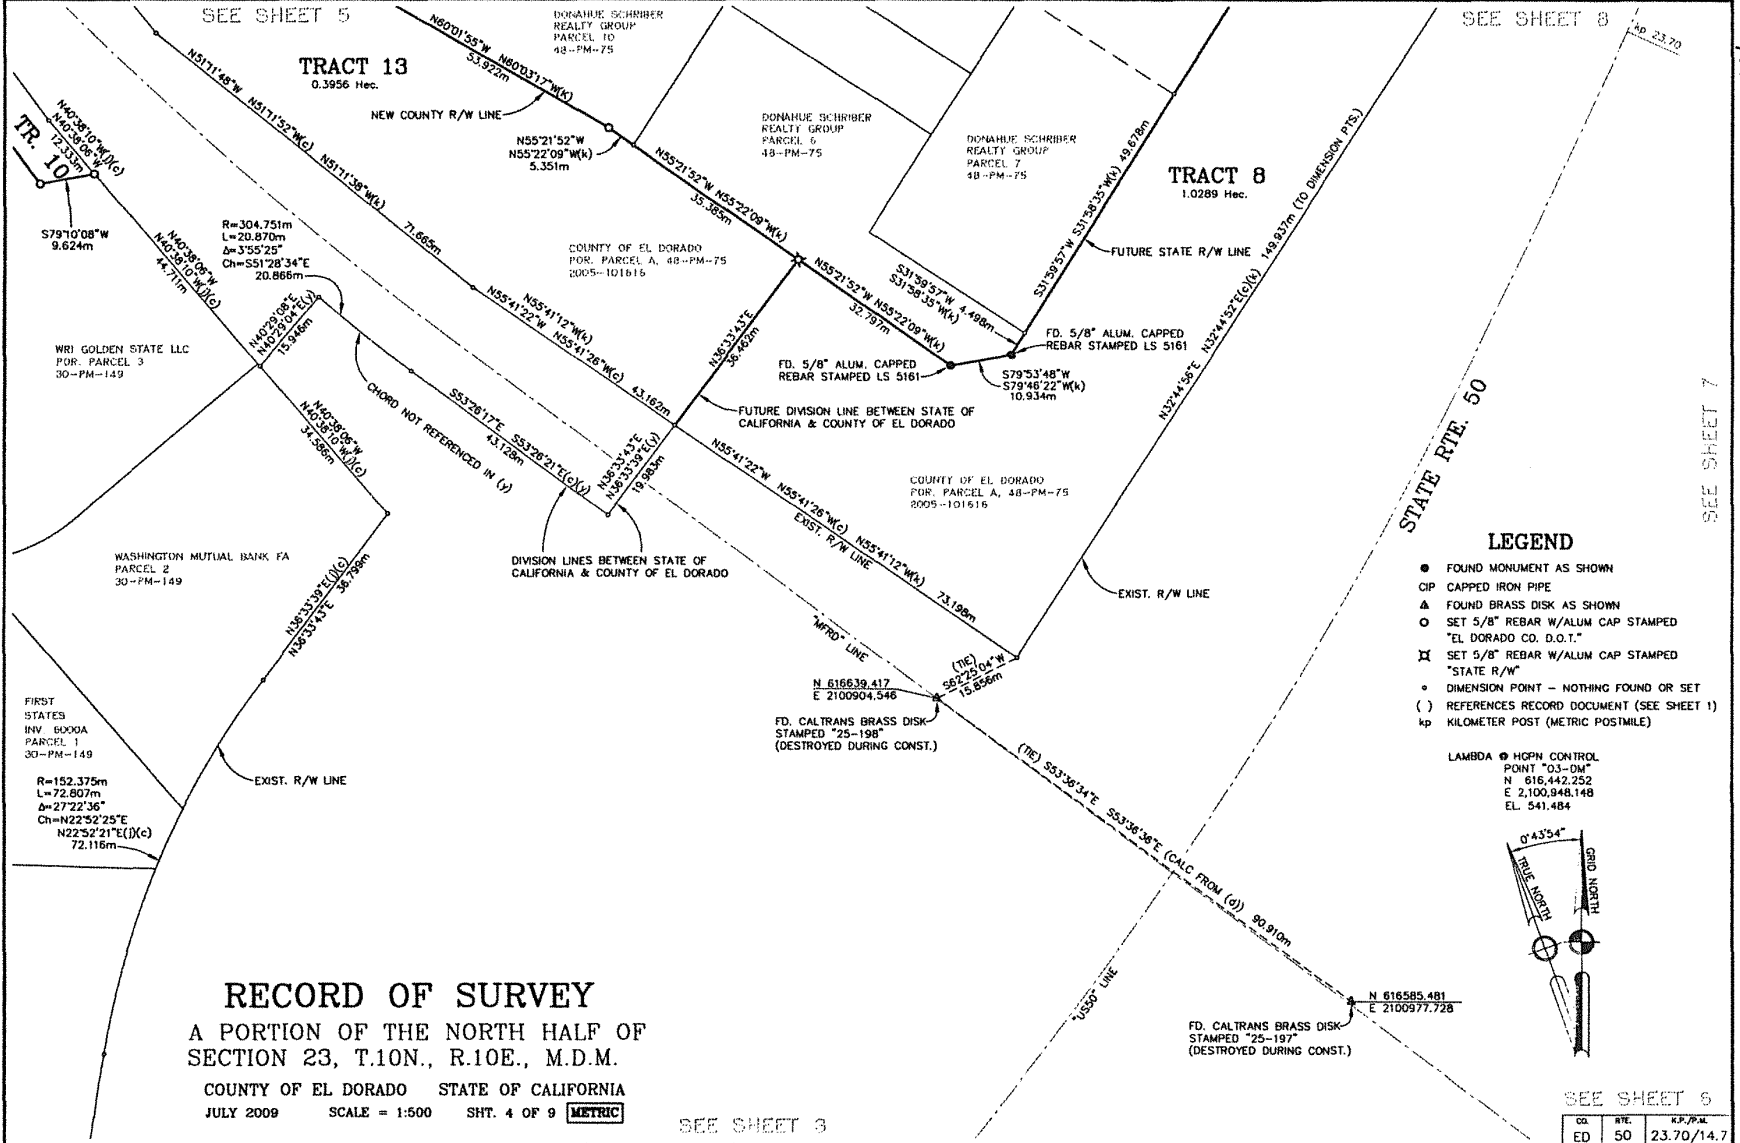 SEE SHEET 5
SEE SHEET 8
kp 23.70
DONAHUE SCHRIBER
REALTY GROUP
PARCEL 10
48-PM-75
N60°01'55"W N60°03'17"W(K)
53.922m
TRACT 13
0.3956 Hec.
NEW COUNTY R/W LINE
N51°11'48"W N51°11'52"W(c) N51°11'38"W(k)
71.665m
N55°21'52"W
N55°22'09"W(k)
5.351m
DONAHUE SCHRIBER
REALTY GROUP
PARCEL 6
48-PM-75
DONAHUE SCHRIBER
REALTY GROUP
PARCEL 7
48-PM-75
TRACT 8
1.0289 Hec.
N40°38'10"W(j)(c)
N40°38'06"W
12.333m
TR. 10
S79°10'08"W
9.624m
N40°38'06"W
N40°38'10"W(j)(c)
44.711m
R=304.751m
L=20.870m
Δ=3°55'25"
Ch=S51°28'34"E
20.866m
N55°21'52"W N55°22'09"W(k)
35.385m
COUNTY OF EL DORADO
POR. PARCEL A, 48-PM-75
2005-101616
S31°59'57"W S31°58'35"W(k) 49.678m
FUTURE STATE R/W LINE
N32°44'56"E N32°44'52"E(c)(k) 149.937m (TO DIMENSION PTS.)
S31°59'57"W 4.498m
S31°58'35"W(k)
N55°21'52"W N55°22'09"W(k)
32.797m
N40°29'08"E
N40°29'04"E(y)
15.946m
WRI GOLDEN STATE LLC
POR. PARCEL 3
30-PM-149
N55°41'12"W(k)
N55°41'22"W N55°41'26"W(c) 43.162m
N36°33'43"E
36.462m
FD. 5/8" ALUM. CAPPED
REBAR STAMPED LS 5161
FD. 5/8" ALUM. CAPPED
REBAR STAMPED LS 5161
S79°53'48"W
S79°46'22"W(k)
10.934m
FUTURE DIVISION LINE BETWEEN STATE OF
CALIFORNIA & COUNTY OF EL DORADO
CHORD NOT REFERENCED IN (y)
S53°26'17"E S53°26'21"E(c)(y)
43.128m
N36°33'43"E
N36°33'39"E(y)
19.983m
N40°38'06"W
N40°38'10"W(j)(c)
34.586m
STATE RTE. 50
SEE SHEET 7
COUNTY OF EL DORADO
POR. PARCEL A, 48-PM-75
2005-101616
N55°41'22"W N55°41'26"W(c) N55°41'12"W(k) 73.198m
EXIST. R/W LINE
WASHINGTON MUTUAL BANK FA
PARCEL 2
30-PM-149
DIVISION LINES BETWEEN STATE OF
CALIFORNIA & COUNTY OF EL DORADO
EXIST. R/W LINE
N36°33'39"E(j)(c)
N36°33'43"E 36.799m
"MFRD" LINE
LEGEND
FOUND MONUMENT AS SHOWN
CIP CAPPED IRON PIPE
FOUND BRASS DISK AS SHOWN
SET 5/8" REBAR W/ALUM CAP STAMPED
"EL DORADO CO. D.O.T."
SET 5/8" REBAR W/ALUM CAP STAMPED
"STATE R/W"
DIMENSION POINT - NOTHING FOUND OR SET
( ) REFERENCES RECORD DOCUMENT (SEE SHEET 1)
kp KILOMETER POST (METRIC POSTMILE)
(TIE)
S62°25'04"W
15.856m
N 616639.417
E 2100904.546
FD. CALTRANS BRASS DISK
STAMPED "25-198"
(DESTROYED DURING CONST.)
FIRST
STATES
INV. 6000A
PARCEL 1
30-PM-149
R=152.375m
L=72.807m
Δ=27°22'36"
Ch=N22°52'25"E
N22°52'21"E(j)(c)
72.116m
EXIST. R/W LINE
LAMBDA @ HGPN CONTROL
POINT "03-DM"
N 616,442.252
E 2,100,948.148
EL. 541.484
0°43'54"
TRUE NORTH
GRID NORTH
(TIE) S53°36'34"E S53°36'36"E (CALC FROM (d)) 90.910m
"US50" LINE
N 616585.481
E 2100977.728
FD. CALTRANS BRASS DISK
STAMPED "25-197"
(DESTROYED DURING CONST.)
RECORD OF SURVEY
A PORTION OF THE NORTH HALF OF
SECTION 23, T.10N., R.10E., M.D.M.
COUNTY OF EL DORADO STATE OF CALIFORNIA
JULY 2009 SCALE = 1:500 SHT. 4 OF 9 METRIC
SEE SHEET 3
SEE SHEET 6
CO. RTE. K.P./P.M.
ED 50 23.70/14.7